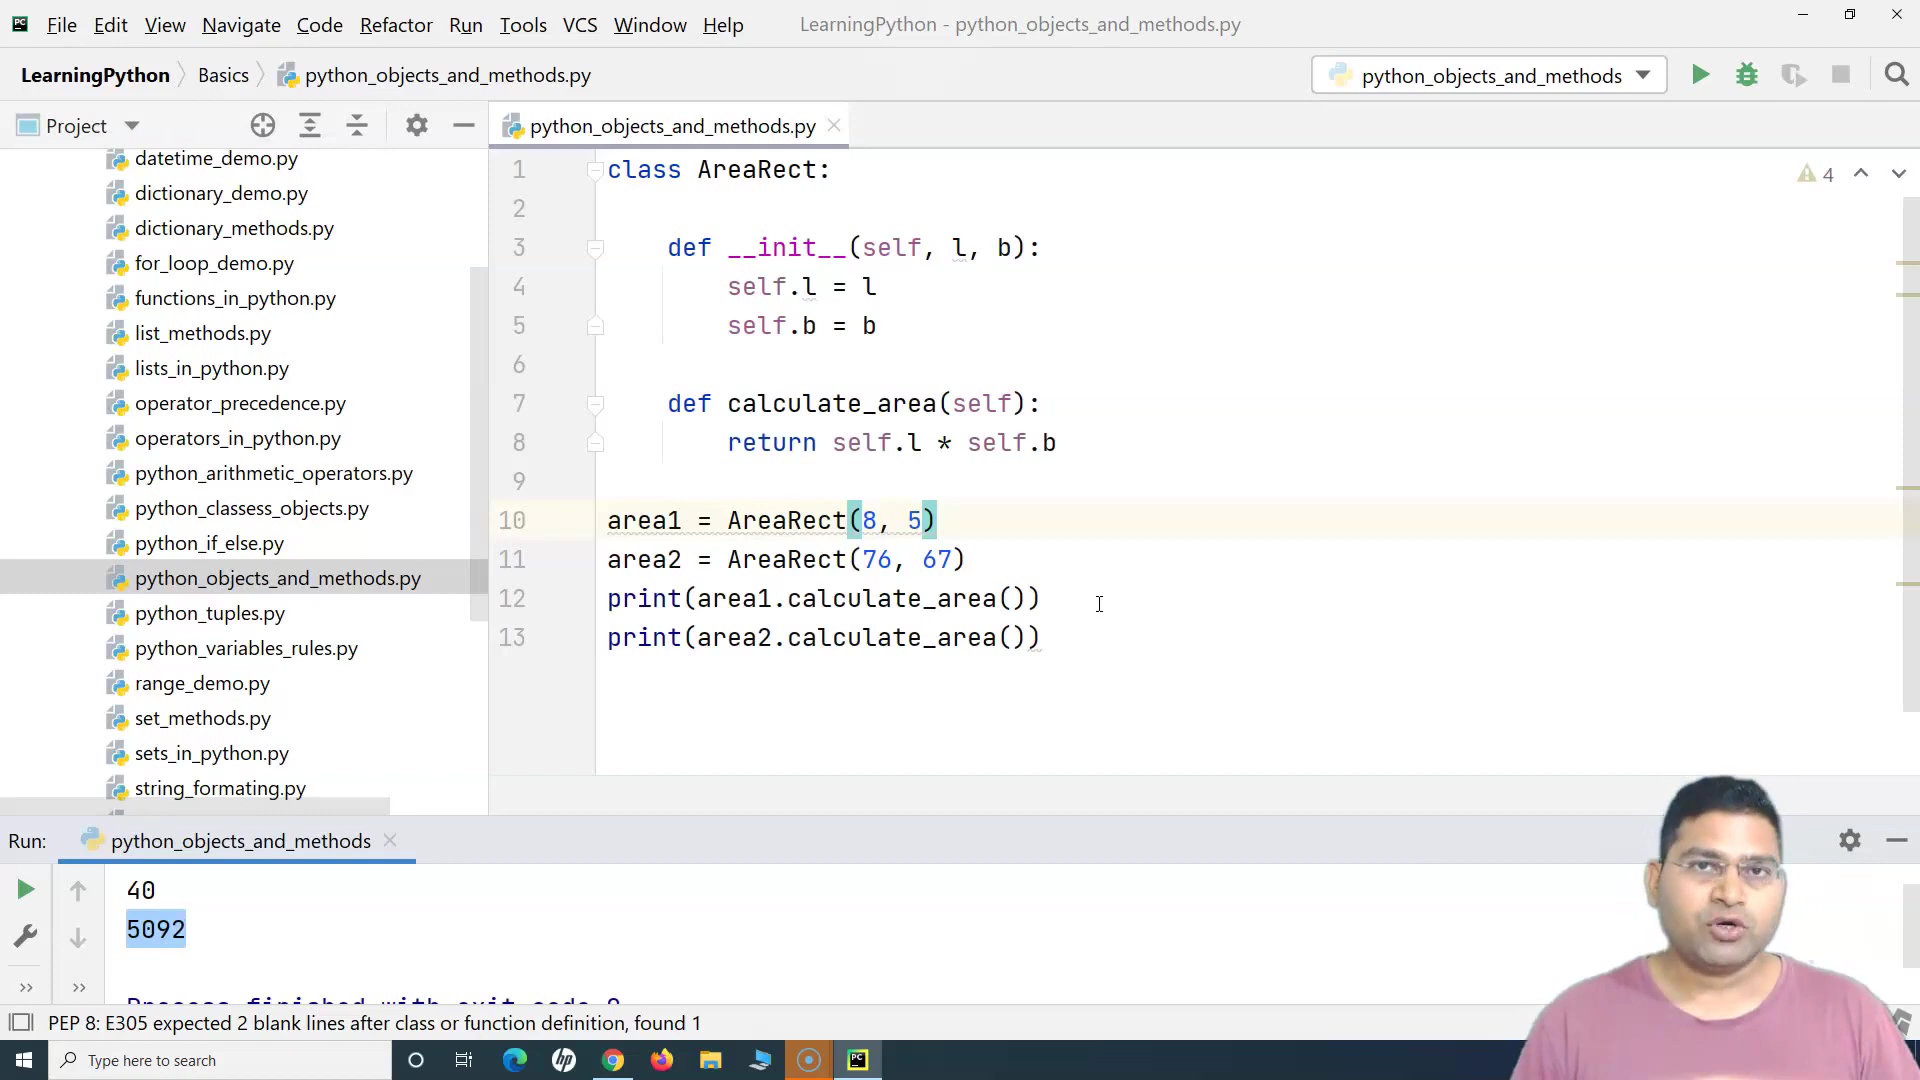 File Edit View Navigate Code Refactor Run Tools VCS Window Help LearningPython - python_objects_and_methods.py
LearningPython Basics python_objects_and_methods.py python_objects_and_methods
Project python_objects_and_methods.py
datetime_demo.py
dictionary_demo.py
dictionary_methods.py
for_loop_demo.py
functions_in_python.py
list_methods.py
lists_in_python.py
operator_precedence.py
operators_in_python.py
python_arithmetic_operators.py
python_classess_objects.py
python_if_else.py
python_objects_and_methods.py
python_tuples.py
python_variables_rules.py
range_demo.py
set_methods.py
sets_in_python.py
string_formating.py
1 class AreaRect:
2
3 def __init__(self, l, b):
4 self.l = l
5 self.b = b
6
7 def calculate_area(self):
8 return self.l * self.b
9
10 area1 = AreaRect(8, 5)
11 area2 = AreaRect(76, 67)
12 print(area1.calculate_area())
13 print(area2.calculate_area())
4
Run: python_objects_and_methods
40
5092
Process finished with exit code 0
PEP 8: E305 expected 2 blank lines after class or function definition, found 1
Type here to search